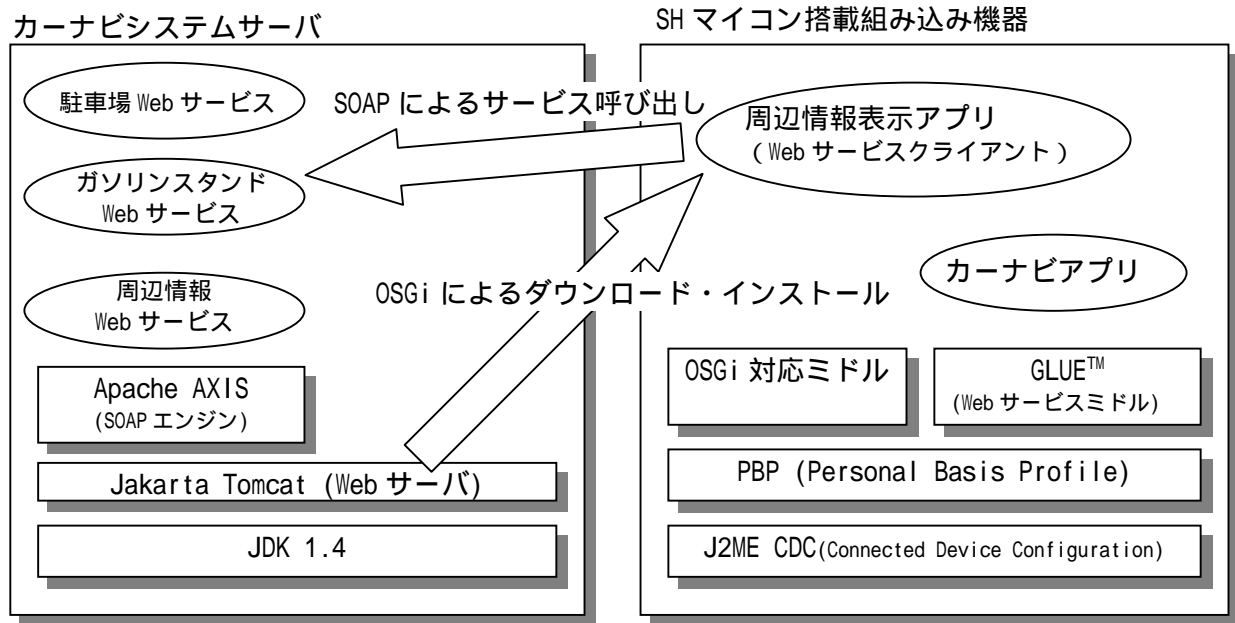 カーナビシステムサーバ
駐車場 Web サービス
ガソリンスタンド
Web サービス
周辺情報
Web サービス
Apache AXIS
(SOAP エンジン)
Jakarta Tomcat (Web サーバ)
JDK 1.4
SOAP によるサービス呼び出し
OSGi によるダウンロード・インストール
SH マイコン搭載組み込み機器
周辺情報表示アプリ
(Web サービスクライアント)
カーナビアプリ
OSGi 対応ミドル
GLUE™
(Web サービスミドル)
PBP (Personal Basis Profile)
J2ME CDC(Connected Device Configuration)